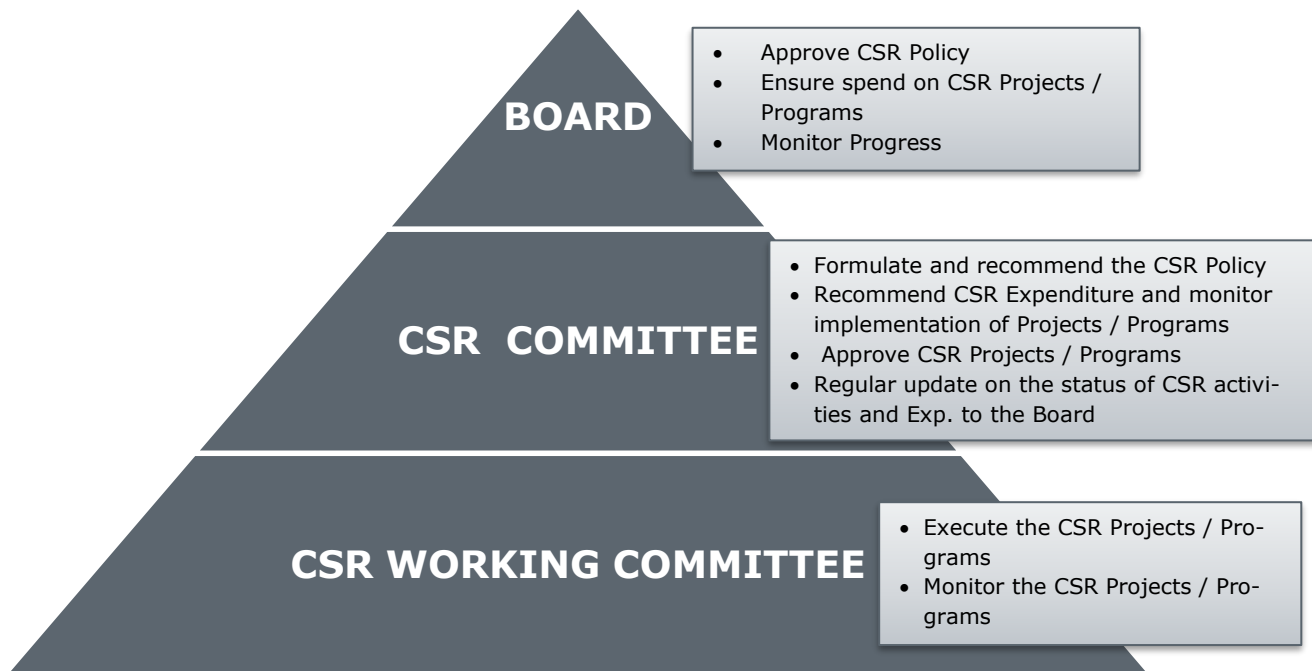 BOARD
• Approve CSR Policy
• Ensure spend on CSR Projects /
Programs
• Monitor Progress
CSR COMMITTEE
• Formulate and recommend the CSR Policy
• Recommend CSR Expenditure and monitor
implementation of Projects / Programs
• Approve CSR Projects / Programs
• Regular update on the status of CSR activi-
ties and Exp. to the Board
CSR WORKING COMMITTEE
• Execute the CSR Projects / Pro-
grams
• Monitor the CSR Projects / Pro-
grams